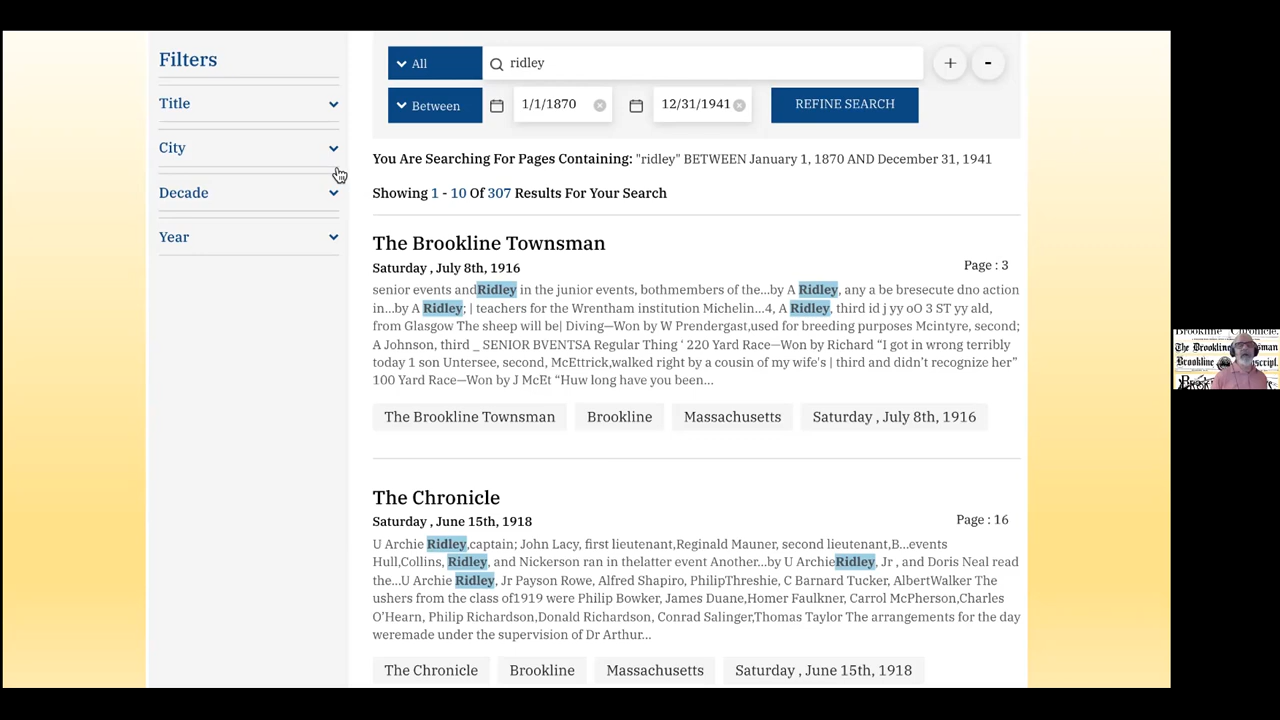 Filters
Title
City
Decade
Year
All
ridley
+
-
Between
1/1/1870
12/31/1941
REFINE SEARCH
You Are Searching For Pages Containing: "ridley" BETWEEN January 1, 1870 AND December 31, 1941
Showing 1 - 10 Of 307 Results For Your Search
The Brookline Townsman
Saturday , July 8th, 1916
Page : 3
senior events andRidley in the junior events, bothmembers of the...by A Ridley, any a be bresecute dno action
in...by A Ridley; | teachers for the Wrentham institution Michelin...4, A Ridley, third id j yy oO 3 ST yy ald,
from Glasgow The sheep will be| Diving—Won by W Prendergast,used for breeding purposes Mcintyre, second;
A Johnson, third _ SENIOR BVENTSA Regular Thing ‘ 220 Yard Race—Won by Richard “I got in wrong terribly
today 1 son Untersee, second, McEttrick,walked right by a cousin of my wife's | third and didn’t recognize her”
100 Yard Race—Won by J McEt “Huw long have you been...
The Brookline Townsman
Brookline
Massachusetts
Saturday , July 8th, 1916
The Chronicle
Saturday , June 15th, 1918
Page : 16
U Archie Ridley,captain; John Lacy, first lieutenant,Reginald Mauner, second lieutenant,B...events
Hull,Collins, Ridley, and Nickerson ran in thelatter event Another...by U ArchieRidley, Jr , and Doris Neal read
the...U Archie Ridley, Jr Payson Rowe, Alfred Shapiro, PhilipThreshie, C Barnard Tucker, AlbertWalker The
ushers from the class of1919 were Philip Bowker, James Duane,Homer Faulkner, Carrol McPherson,Charles
O’Hearn, Philip Richardson,Donald Richardson, Conrad Salinger,Thomas Taylor The arrangements for the day
weremade under the supervision of Dr Arthur...
The Chronicle
Brookline
Massachusetts
Saturday , June 15th, 1918
Brookline Chronicle.
The Brookline
Brookline